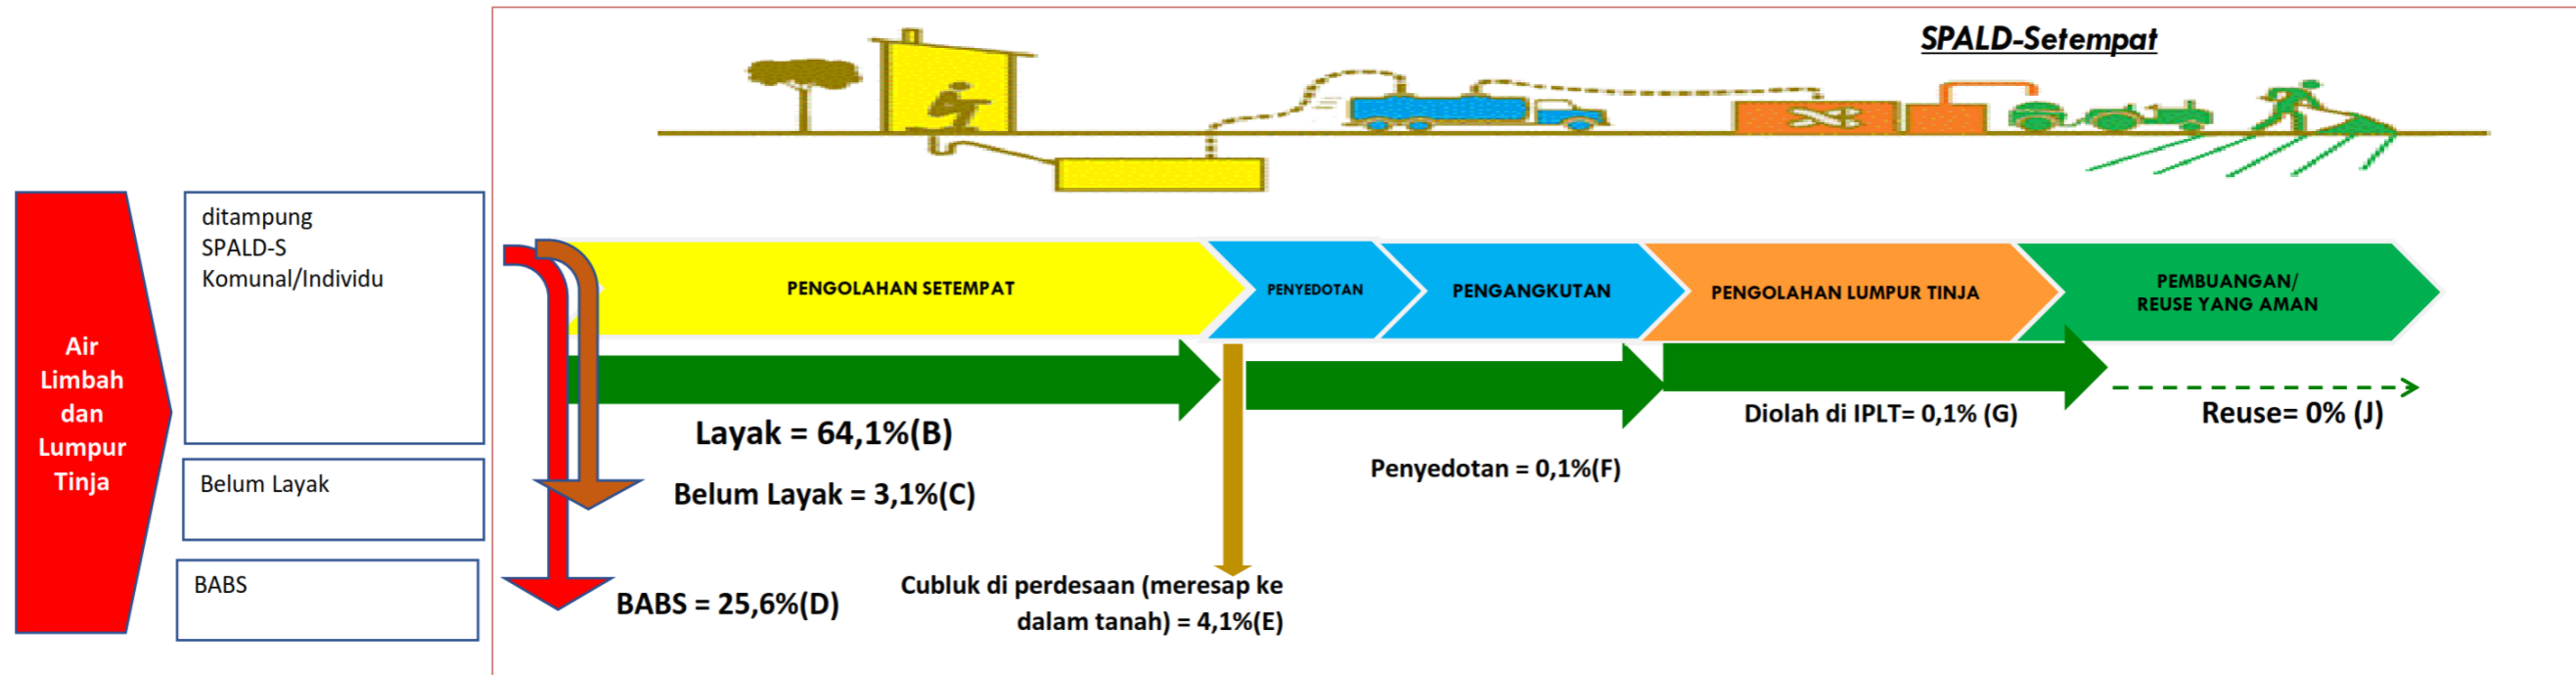 SPALD-Setempat
Air
Limbah
dan
Lumpur
Tinja
ditampung
SPALD-S
Komunal/Individu
Belum Layak
BABS
PENGOLAHAN SETEMPAT
PENYEDOTAN
PENGANGKUTAN
PENGOLAHAN LUMPUR TINJA
PEMBUANGAN/
REUSE YANG AMAN
Layak = 64,1%(B)
Belum Layak = 3,1%(C)
BABS = 25,6%(D)
Cubluk di perdesaan (meresap ke
dalam tanah) = 4,1%(E)
Penyedotan = 0,1%(F)
Diolah di IPLT= 0,1% (G)
Reuse= 0% (J)